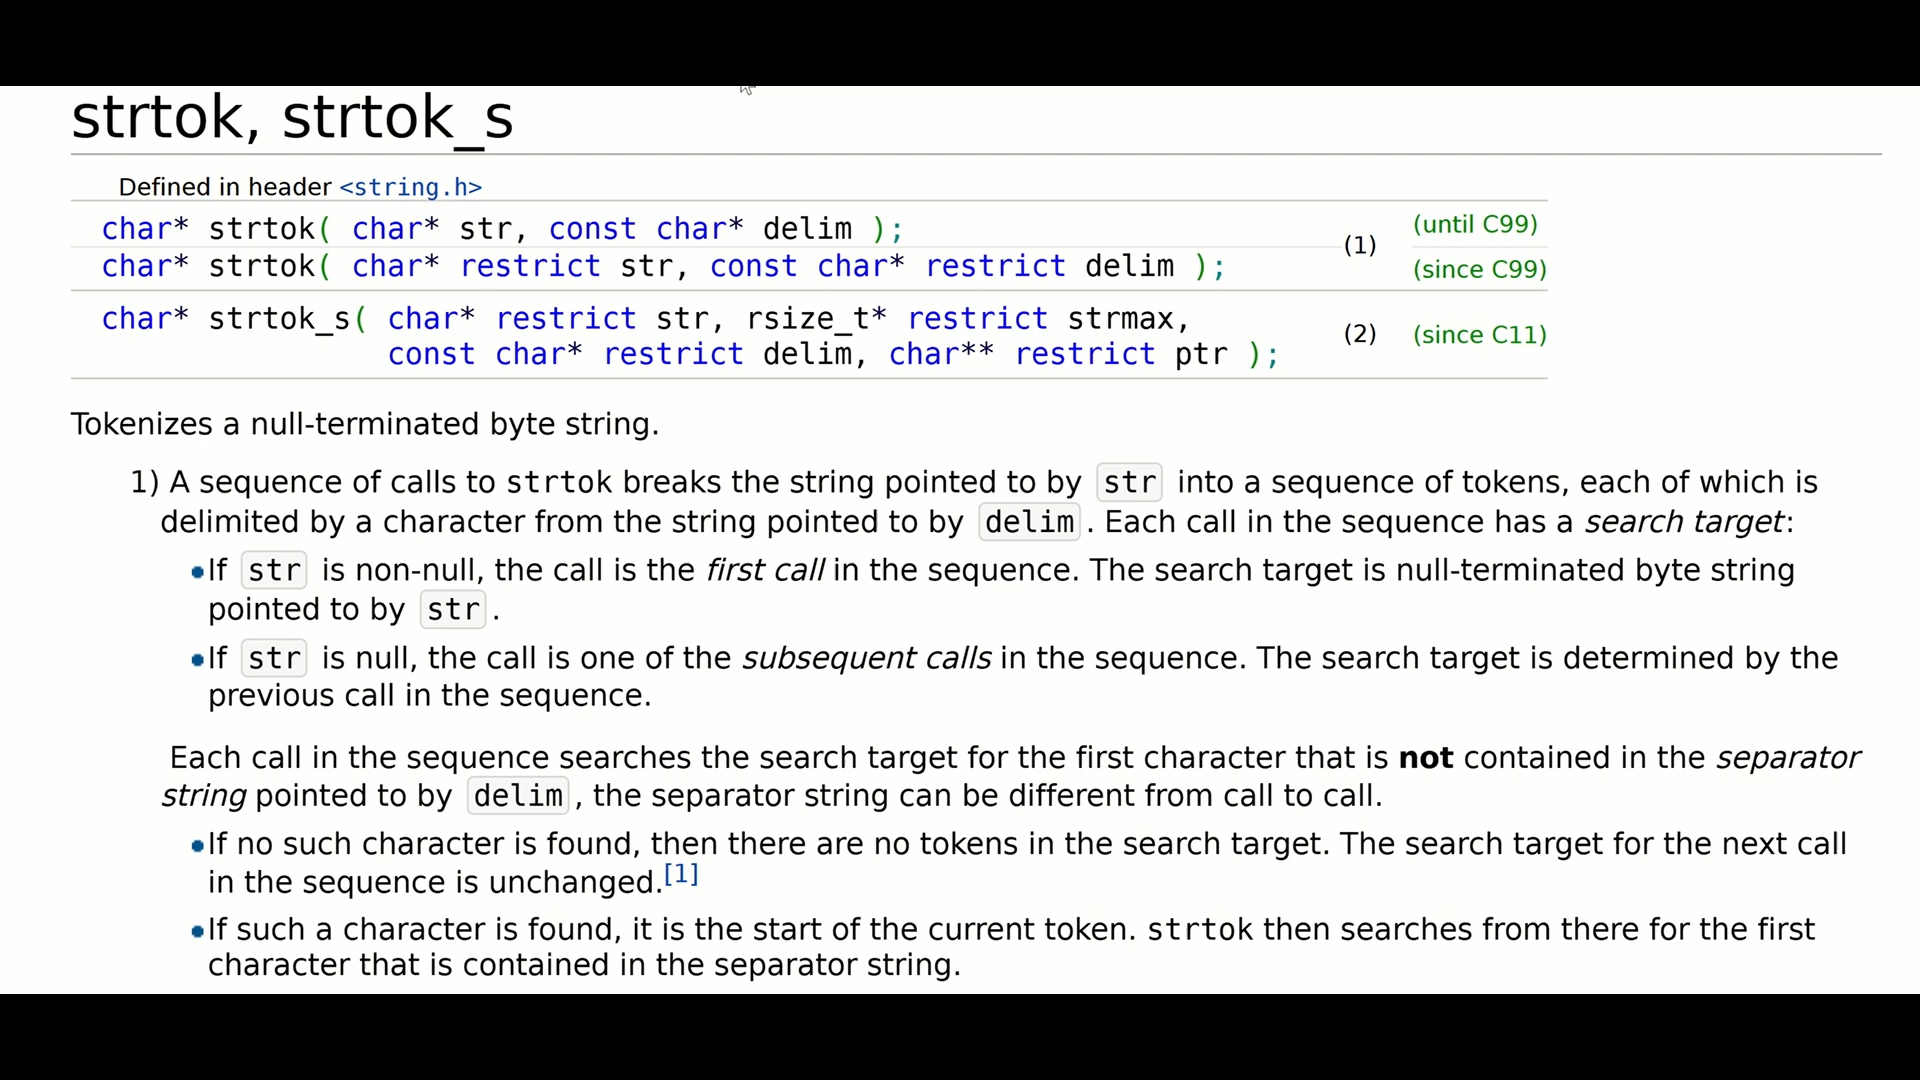 strtok, strtok_s
Defined in header <string.h>
char* strtok( char* str, const char* delim ); (until C99)
(1)
char* strtok( char* restrict str, const char* restrict delim ); (since C99)
char* strtok_s( char* restrict str, rsize_t* restrict strmax,
const char* restrict delim, char** restrict ptr ); (2) (since C11)
Tokenizes a null-terminated byte string.
1) A sequence of calls to strtok breaks the string pointed to by str into a sequence of tokens, each of which is
delimited by a character from the string pointed to by delim. Each call in the sequence has a search target:
•If str is non-null, the call is the first call in the sequence. The search target is null-terminated byte string
pointed to by str.
•If str is null, the call is one of the subsequent calls in the sequence. The search target is determined by the
previous call in the sequence.
Each call in the sequence searches the search target for the first character that is not contained in the separator
string pointed to by delim, the separator string can be different from call to call.
•If no such character is found, then there are no tokens in the search target. The search target for the next call
in the sequence is unchanged.[1]
•If such a character is found, it is the start of the current token. strtok then searches from there for the first
character that is contained in the separator string.